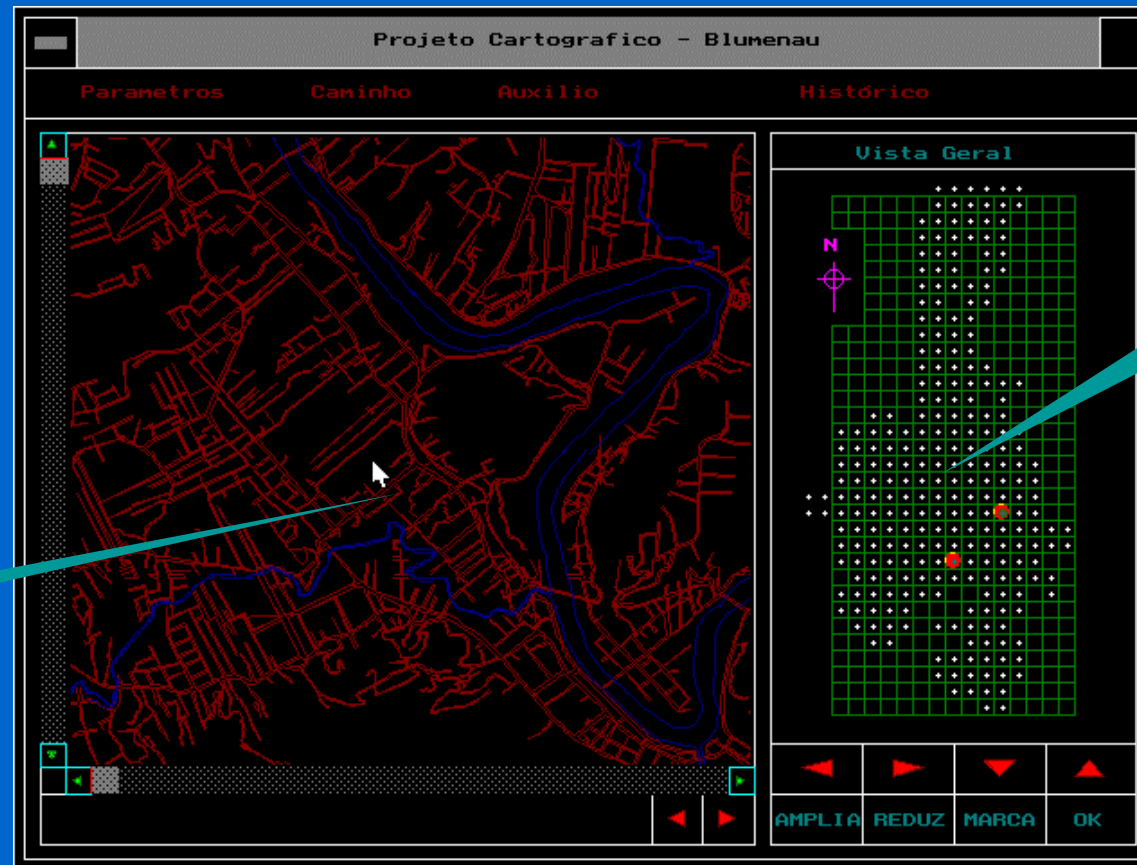 Projeto Cartografico - Blumenau
Parametros Caminho Auxilio Histórico
Vista Geral
N
AMPLIA REDUZ MARCA OK